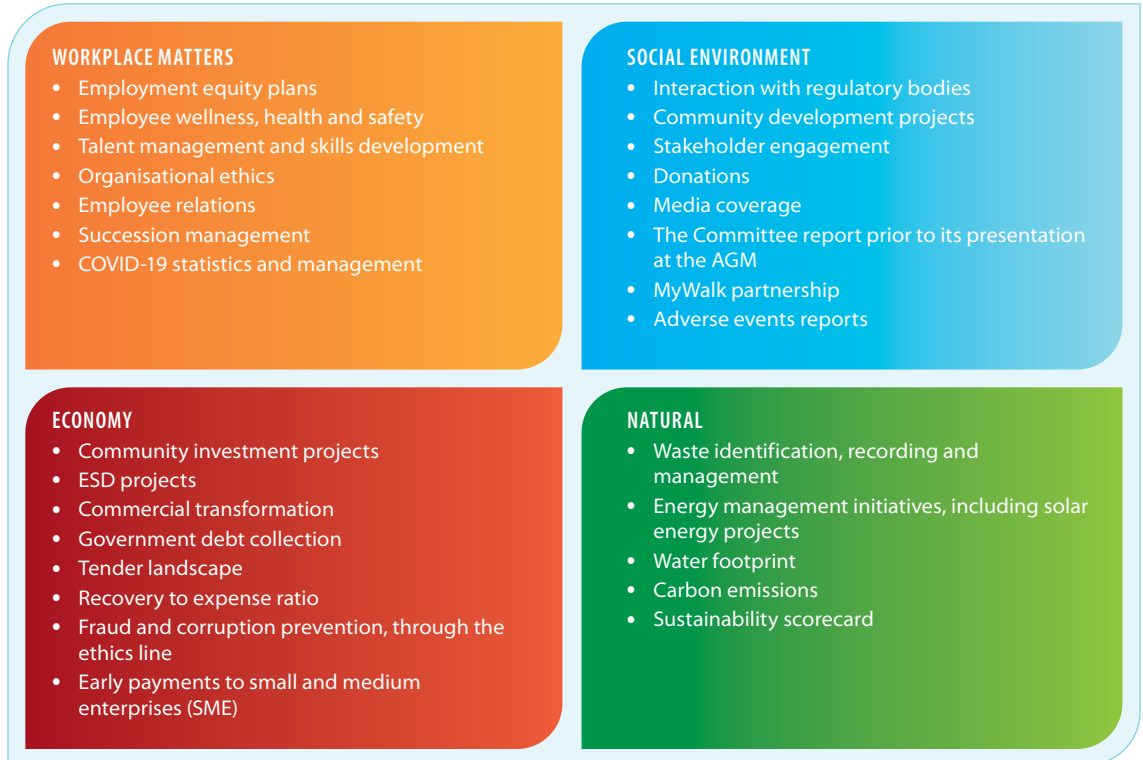 WORKPLACE MATTERS
• Employment equity plans
• Employee wellness, health and safety
• Talent management and skills development
• Organisational ethics
• Employee relations
• Succession management
• COVID-19 statistics and management
SOCIAL ENVIRONMENT
• Interaction with regulatory bodies
• Community development projects
• Stakeholder engagement
• Donations
• Media coverage
• The Committee report prior to its presentation
at the AGM
• MyWalk partnership
• Adverse events reports
ECONOMY
• Community investment projects
• ESD projects
• Commercial transformation
• Government debt collection
• Tender landscape
• Recovery to expense ratio
• Fraud and corruption prevention, through the
ethics line
• Early payments to small and medium
enterprises (SME)
NATURAL
• Waste identification, recording and
management
• Energy management initiatives, including solar
energy projects
• Water footprint
• Carbon emissions
• Sustainability scorecard